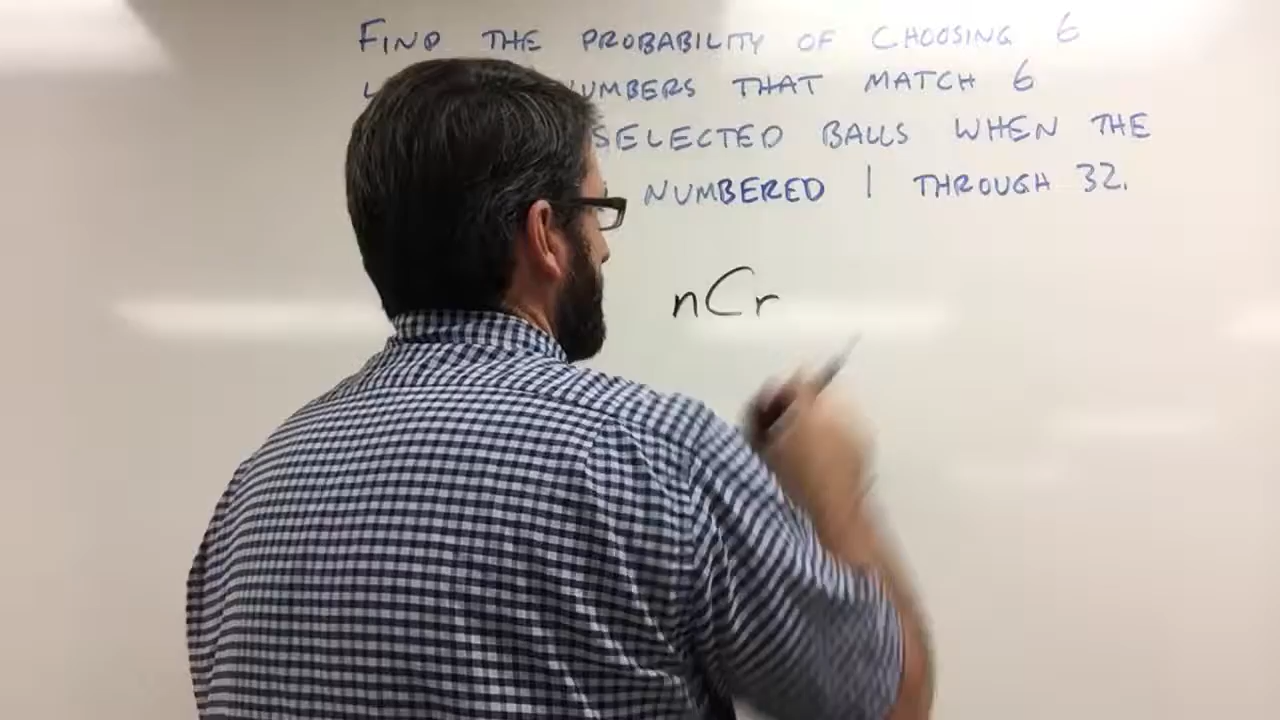 FIND THE PROBABILITY OF CHOOSING 6
NUMBERS THAT MATCH 6
SELECTED BALLS WHEN THE
NUMBERED 1 THROUGH 32.
nCr